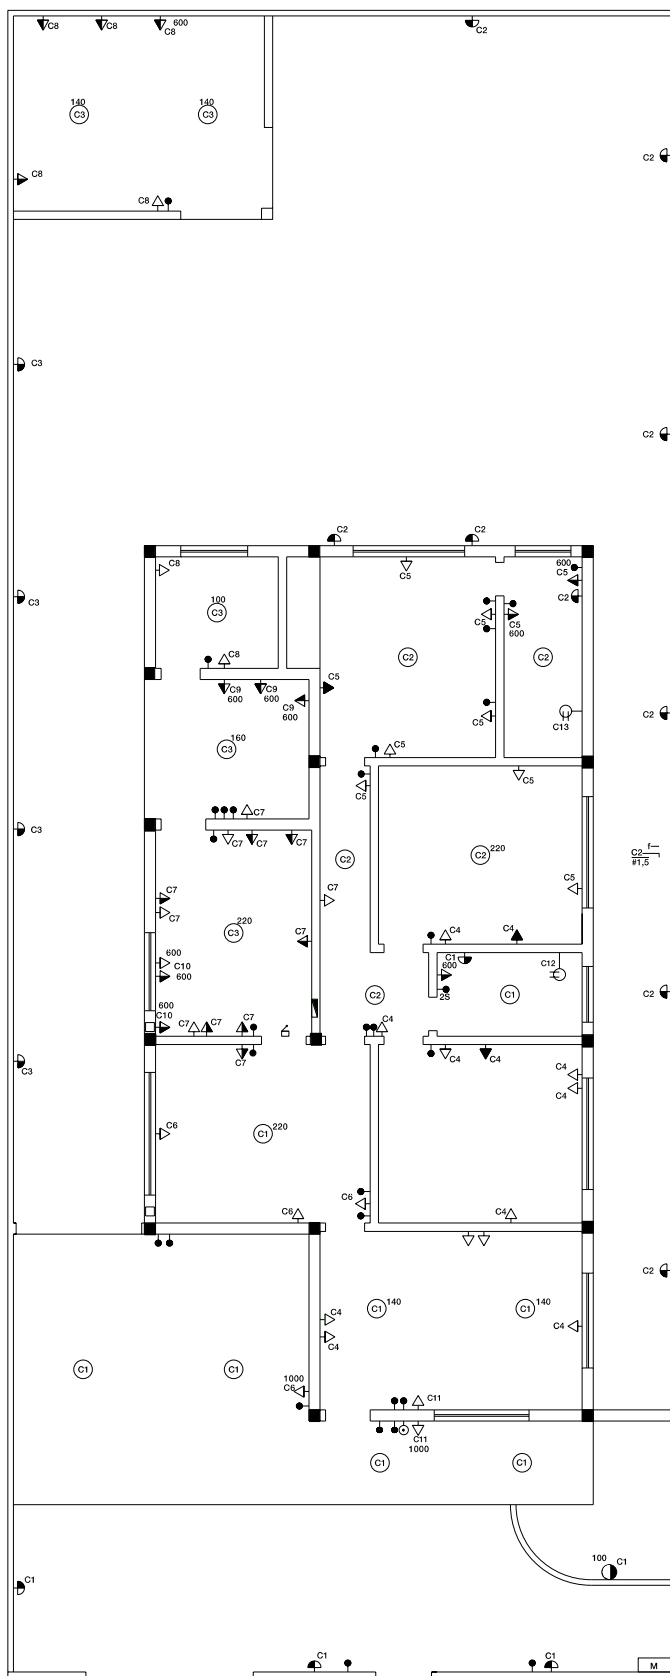 C8 C8 600
C8
C2
140 140
C3 C3
C2
C8
C8
C3
C2
C2 C2
C8 600
C5 C5
C3 C2
100
C3 C5 C5
600
C8 C2 C2
C5
C9 C9
600 600 C9
600
C5 C2
C13
160
C3 C5
C5
C5
C3 C7
C7 C7 C7
C2 C2 220
C2
#1,5
C7 C7 C5
C7
220
C3 C7 C4 C4
600 C1
C10 600 C12
600
C2 C1 C2
600 2S
C10
C7 C7 C4
C7 C4 C4
C3 C4
C4
C6 C1 220
C6
C6 C4
C2
C1 140 C1 140
C4 C4
C4
C1 C1
1000
C6 C11
C11
1000
C1 C1
100 C1
C1
C1 C1
M